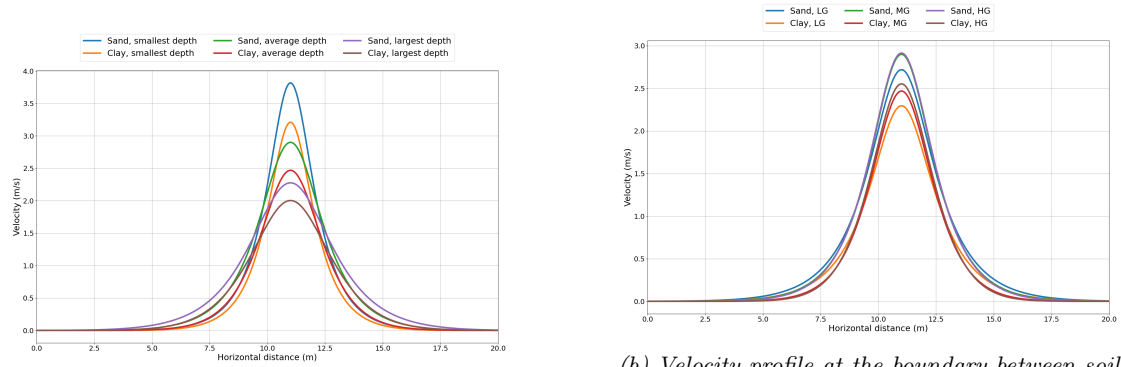 Sand, smallest depth Sand, average depth Sand, largest depth
Clay, smallest depth Clay, average depth Clay, largest depth
4.0
3.5
3.0
2.5
2.0
1.5
1.0
0.5
0.0
Velocity (m/s)
0.0 2.5 5.0 7.5 10.0 12.5 15.0 17.5 20.0
Horizontal distance (m)
Sand, LG Sand, MG Sand, HG
Clay, LG Clay, MG Clay, HG
3.0
2.5
2.0
1.5
1.0
0.5
0.0
Velocity (m/s)
0.0 2.5 5.0 7.5 10.0 12.5 15.0 17.5 20.0
Horizontal distance (m)
(b) Velocity profile at the boundary between soil